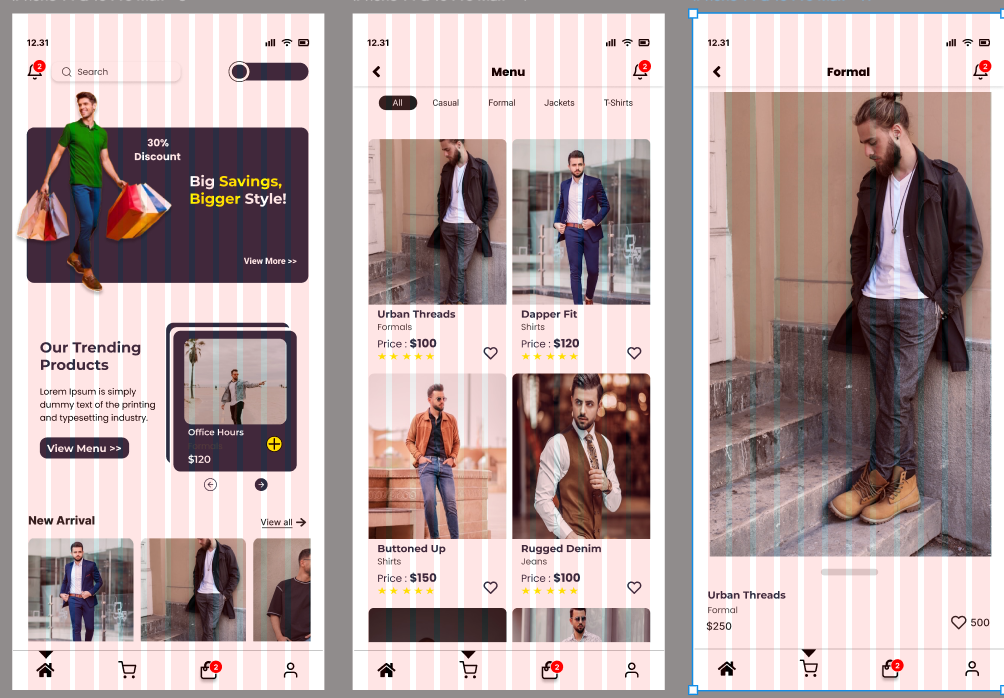 12.31
2
Search
30%
Discount
Big Savings,
Bigger Style!
View More >>
Our Trending
Products
Lorem Ipsum is simply
dummy text of the printing
and typesetting industry.
View Menu >>
Office Hours
$120
New Arrival
View all
2
12.31
Menu
2
All
Casual
Formal
Jackets
T-Shirts
Urban Threads
Formals
Price : $100
Dapper Fit
Shirts
Price : $120
Buttoned Up
Shirts
Price : $150
Rugged Denim
Jeans
Price : $100
2
12.31
Formal
2
Urban Threads
Formal
$250
500
2